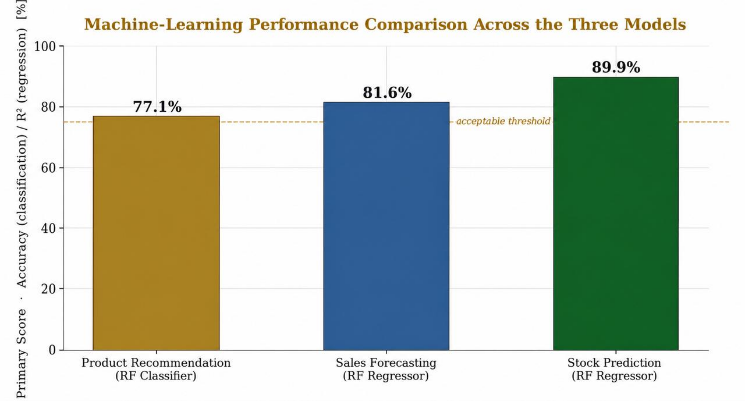 Machine-Learning Performance Comparison Across the Three Models
Primary Score · Accuracy (classification) / R² (regression) [%]
100
80
60
40
20
0
77.1%
81.6%
89.9%
acceptable threshold
Product Recommendation
(RF Classifier)
Sales Forecasting
(RF Regressor)
Stock Prediction
(RF Regressor)